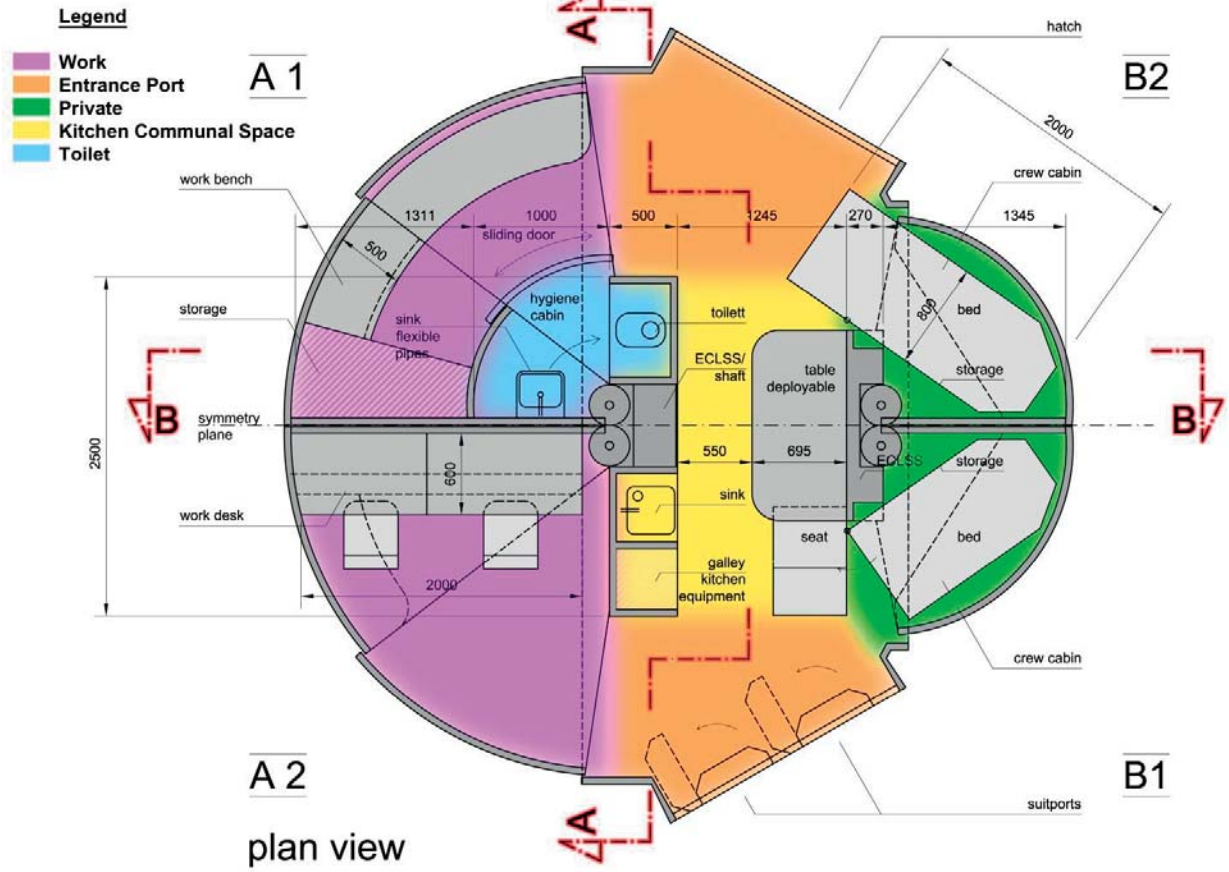 Legend
Work
Entrance Port
Private
Kitchen Communal Space
Toilet
A 1
A
hatch
B2
2000
work bench
crew cabin
1311
1000
500
1245
270
1345
sliding door
500
storage
hygiene
cabin
toilett
800
bed
sink
flexible
pipes
ECLSS/
shaft
table
deployable
storage
B
symmetry
plane
B
2500
600
550
695
ECLSS
storage
work desk
sink
seat
bed
2000
galley
kitchen
equipment
crew cabin
A 2
A
B1
suitports
plan view